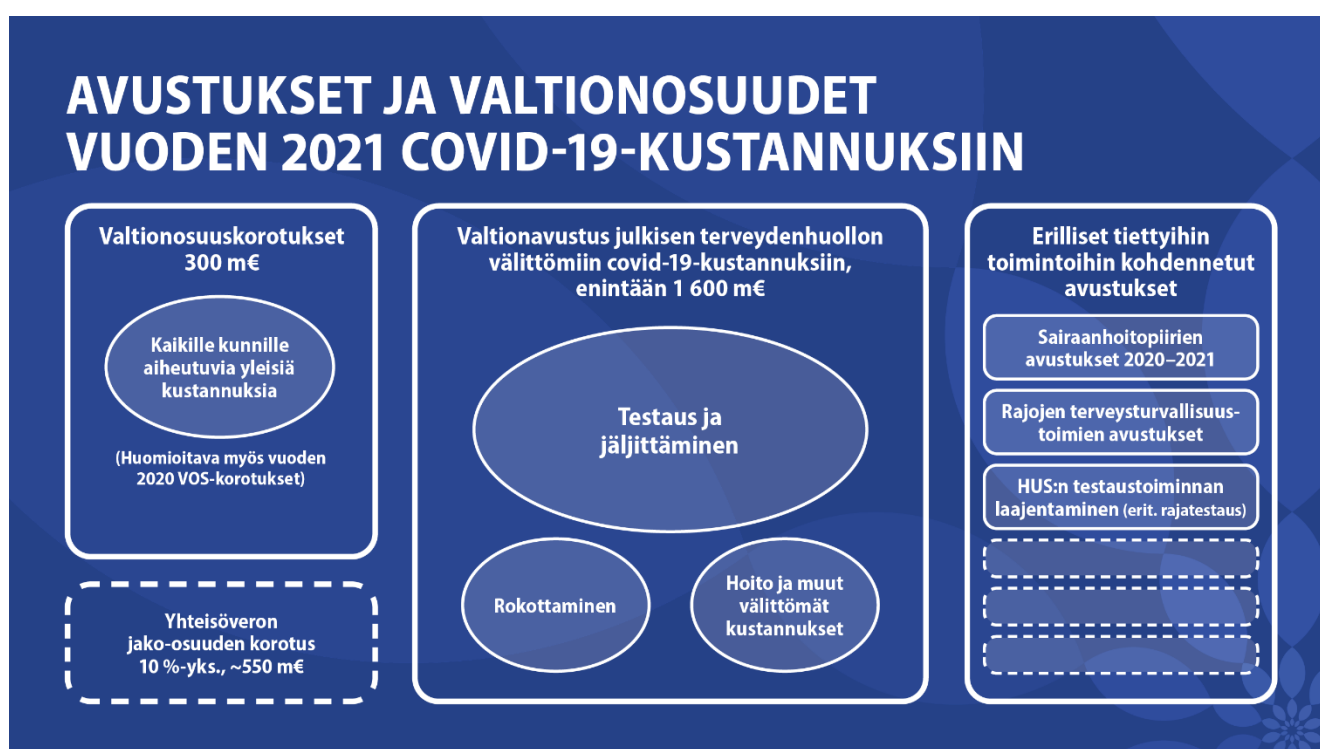 AVUSTUKSET JA VALTIONOSUUDET
VUODEN 2021 COVID-19-KUSTANNUKSIIN
Valtionosuuskorotukset
300 m€
Kaikille kunnille
aiheutuvia yleisiä
kustannuksia
(Huomioitava myös vuoden
2020 VOS-korotukset)
Yhteisöveron
jako-osuuden korotus
10 %-yks., ~550 m€
Valtionavustus julkisen terveydenhuollon
välittömiin covid-19-kustannuksiin,
enintään 1 600 m€
Testaus ja
jäljittäminen
Rokottaminen
Hoito ja muut
välittömät
kustannukset
Erilliset tiettyihin
toimintoihin kohdennetut
avustukset
Sairaanhoitopiirien
avustukset 2020–2021
Rajojen terveysturvallisuus-
toimien avustukset
HUS:n testaustoiminnan
laajentaminen (erit. rajatestaus)